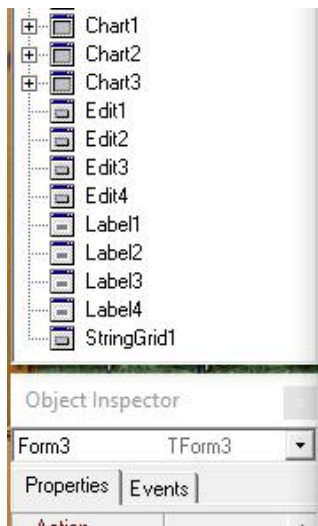 Chart1
Chart2
Chart3
Edit1
Edit2
Edit3
Edit4
Label1
Label2
Label3
Label4
StringGrid1
Object Inspector
Form3 TForm3
Properties Events
Action